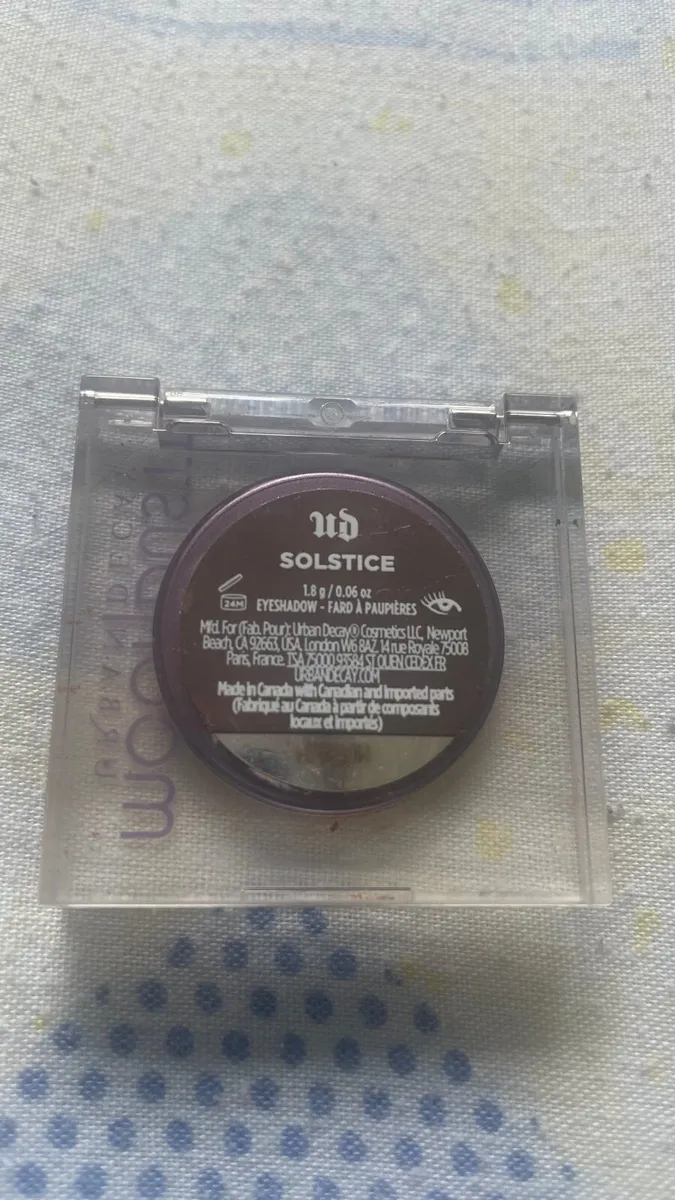 UD
SOLSTICE
1.8 g / 0.06 oz
24M
EYESHADOW - FARD À PAUPIÈRES
Mfd. For (Fab. Pour): Urban Decay® Cosmetics LLC, Newport
Beach, CA 92663, USA. London W6 8AZ. 14 rue Royale 75008
Paris, France. TSA 75000 93584 ST OUEN CEDEX FR
URBANDECAY.COM
Made in Canada with Canadian and imported parts
(Fabriqué au Canada à partir de composants
locaux et importés)
URBAN DECAY
MOONDUST